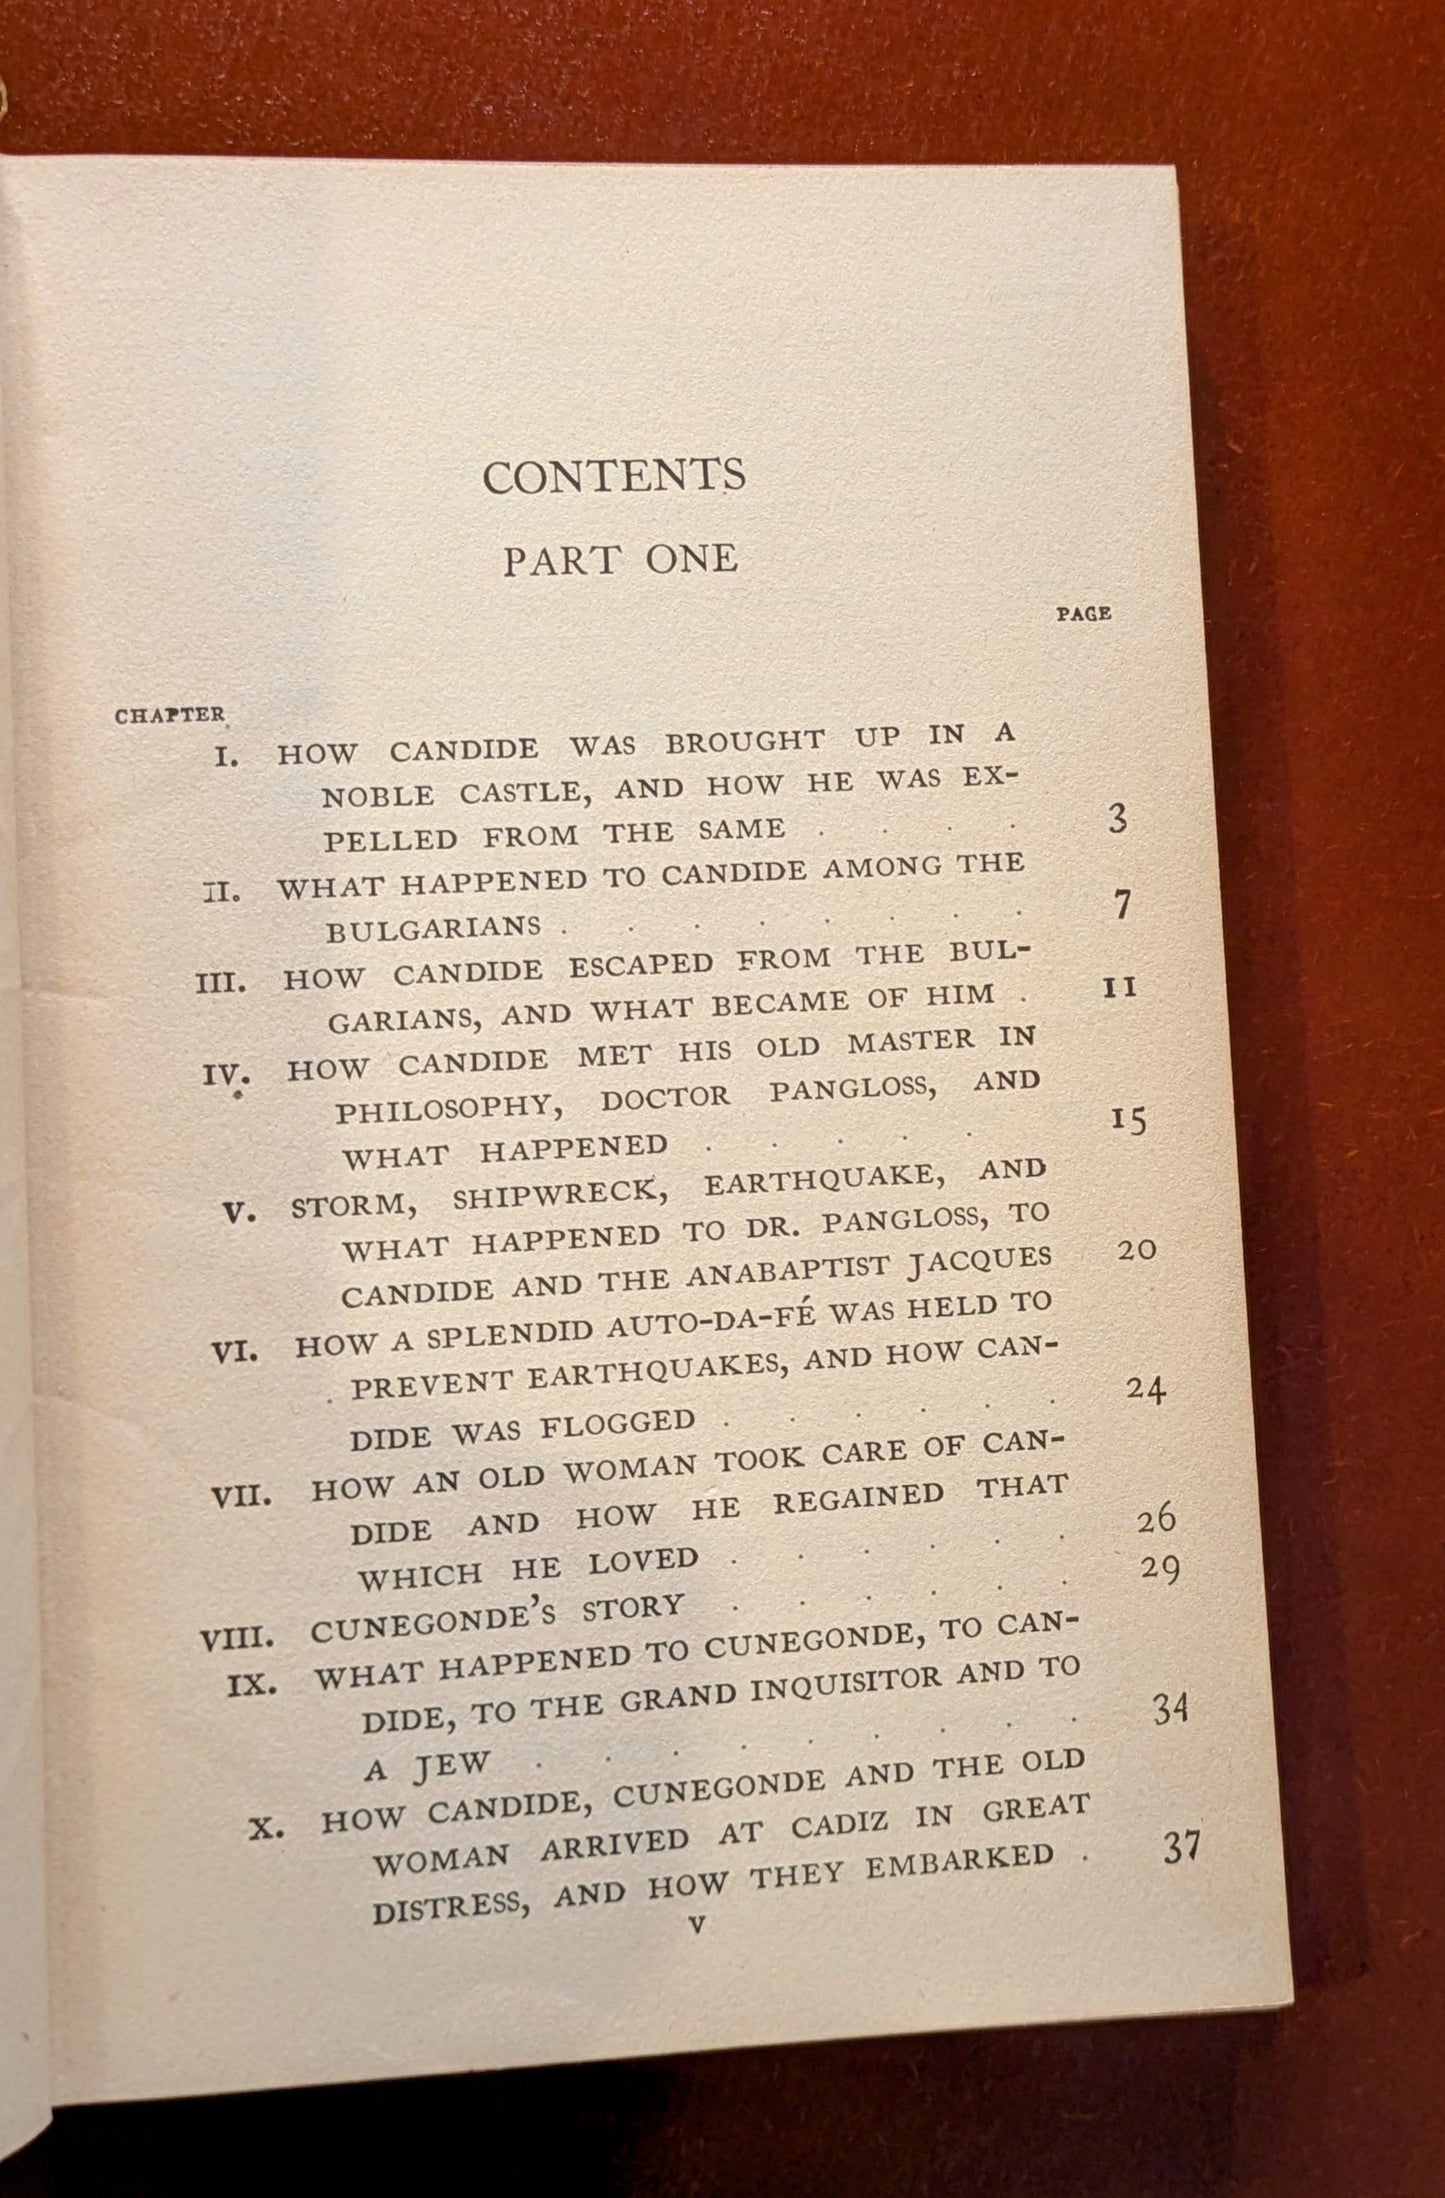 CONTENTS
PART ONE
PAGE
CHAPTER
I. HOW CANDIDE WAS BROUGHT UP IN A
NOBLE CASTLE, AND HOW HE WAS EX-
PELLED FROM THE SAME . . . . 3
II. WHAT HAPPENED TO CANDIDE AMONG THE
BULGARIANS . . . . . . . . 7
III. HOW CANDIDE ESCAPED FROM THE BUL-
GARIANS, AND WHAT BECAME OF HIM . 11
IV. HOW CANDIDE MET HIS OLD MASTER IN
PHILOSOPHY, DOCTOR PANGLOSS, AND
WHAT HAPPENED . . . . . 15
V. STORM, SHIPWRECK, EARTHQUAKE, AND
WHAT HAPPENED TO DR. PANGLOSS, TO
CANDIDE AND THE ANABAPTIST JACQUES 20
VI. HOW A SPLENDID AUTO-DA-FÉ WAS HELD TO
PREVENT EARTHQUAKES, AND HOW CAN-
DIDE WAS FLOGGED . . . . . . 24
VII. HOW AN OLD WOMAN TOOK CARE OF CAN-
DIDE AND HOW HE REGAINED THAT
WHICH HE LOVED . . . . . . 26
VIII. CUNEGONDE'S STORY . . . . . . 29
IX. WHAT HAPPENED TO CUNEGONDE, TO CAN-
DIDE, TO THE GRAND INQUISITOR AND TO
A JEW . . . . . . . . . 34
X. HOW CANDIDE, CUNEGONDE AND THE OLD
WOMAN ARRIVED AT CADIZ IN GREAT
DISTRESS, AND HOW THEY EMBARKED . 37
v